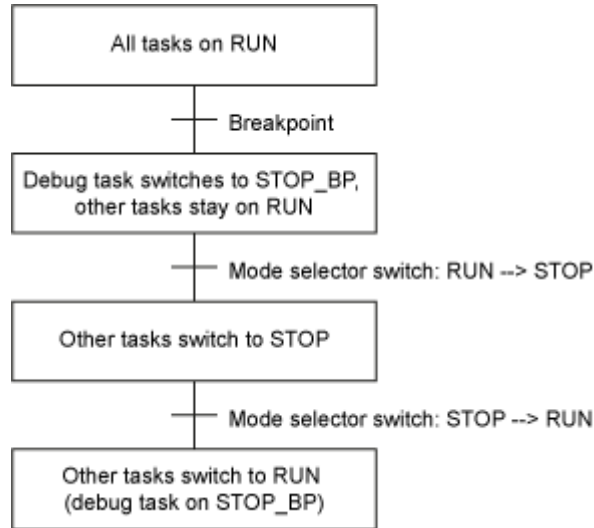 All tasks on RUN
Breakpoint
Debug task switches to STOP_BP,
other tasks stay on RUN
Mode selector switch: RUN --> STOP
Other tasks switch to STOP
Mode selector switch: STOP --> RUN
Other tasks switch to RUN
(debug task on STOP_BP)